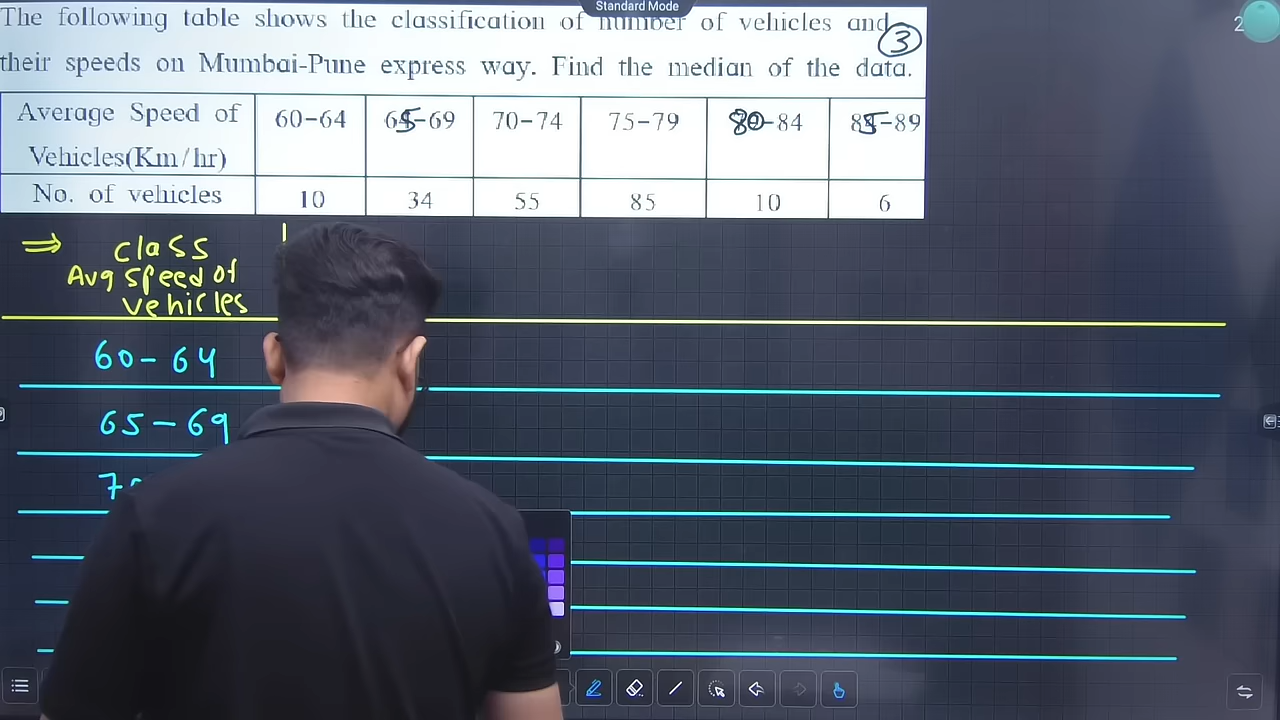 Standard Mode
The following table shows the classification of number of vehicles and
their speeds on Mumbai-Pune express way. Find the median of the data.
3
2
Average Speed of Vehicles(Km/hr) 60-64 65-69 70-74 75-79 80-84 85-89
No. of vehicles 10 34 55 85 10 6
⇒ class
Avg speed of
vehicles
60 - 64
65 - 69